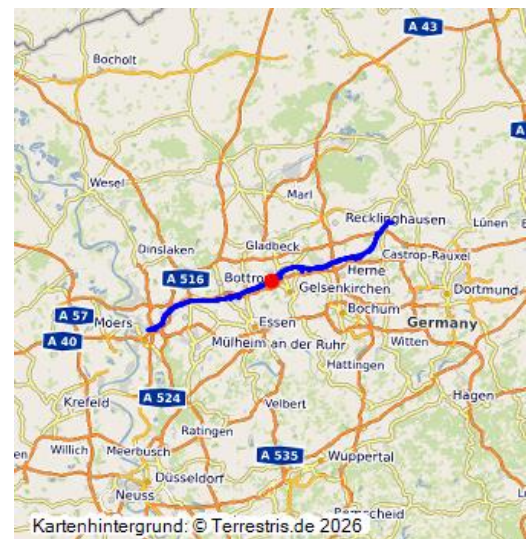 A 43
Bocholt
A
Wesel
Marl
Recklinghausen
Lünen
Dinslaken
Gladbeck
Castrop-Rauxel
A 516
Bottro
Herne
Gelsenkirchen
Dortmund
A 57
Moers
Essen
Bochum
Germany
A 40
Mülheim an der Ruhr
Witten
Hattingen
A 524
Krefeld
Velbert
Hagen
Ratingen
Willich
Meerbusch
A 535
Wuppertal
Düsseldorf
Neuss
Remscheid
Kartenhintergrund: © Terrestris.de 2026